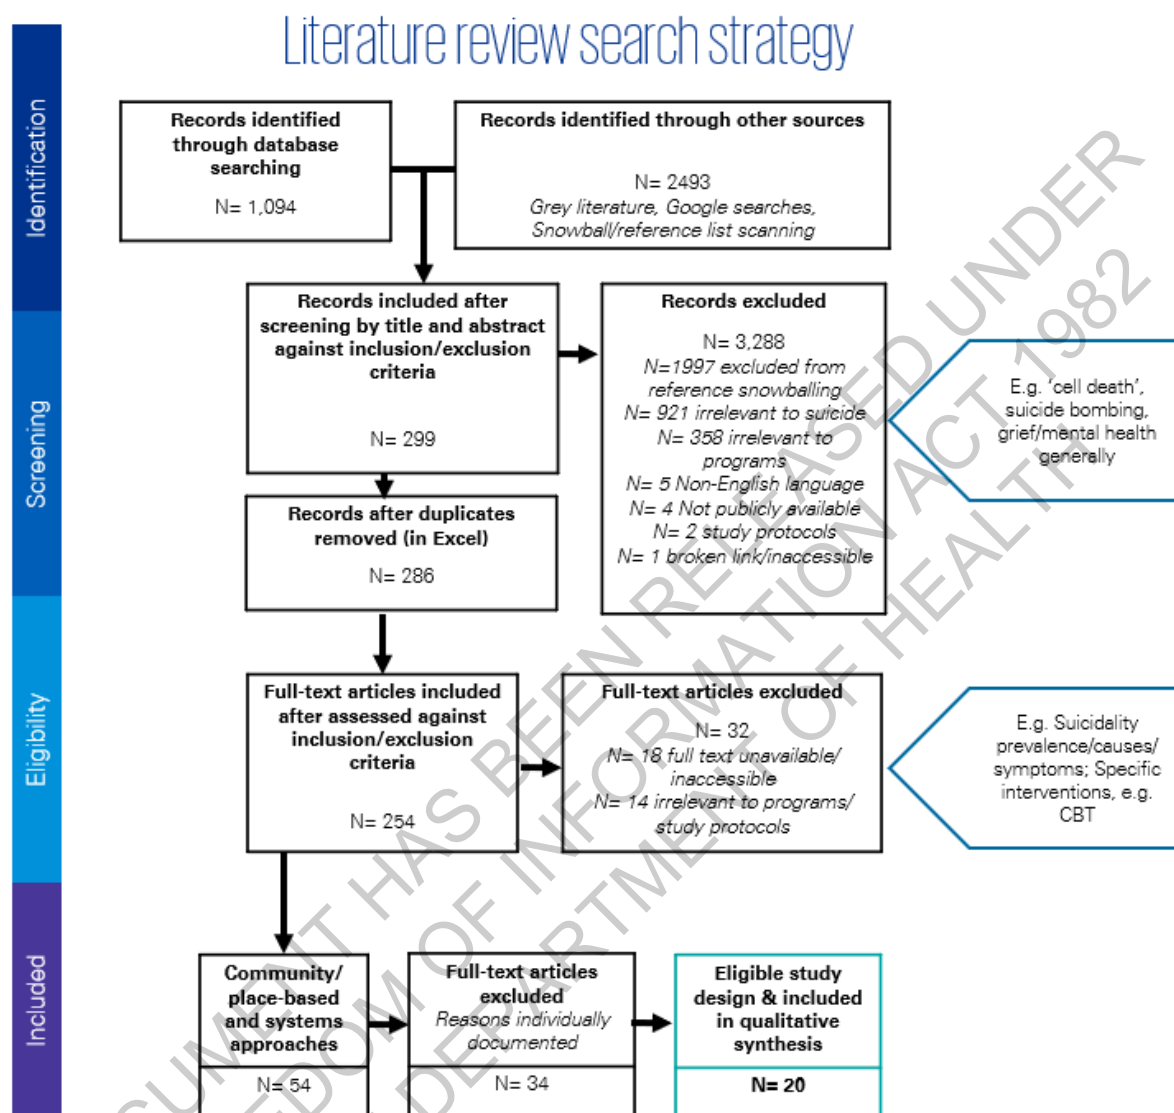 Literature review search strategy
Identification
Records identified
through database
searching
N= 1,094
Records identified through other sources
N= 2493
Grey literature, Google searches,
Snowball/reference list scanning
Screening
Records included after
screening by title and abstract
against inclusion/exclusion
criteria
N= 299
Records excluded
N= 3,288
N=1997 excluded from
reference snowballing
N= 921 irrelevant to suicide
N= 358 irrelevant to
programs
N= 5 Non-English language
N= 4 Not publicly available
N= 2 study protocols
N= 1 broken link/inaccessible
E.g. ‘cell death’,
suicide bombing,
grief/mental health
generally
Records after duplicates
removed (in Excel)
N= 286
Eligibility
Full-text articles included
after assessed against
inclusion/exclusion
criteria
N= 254
Full-text articles excluded
N= 32
N= 18 full text unavailable/
inaccessible
N= 14 irrelevant to programs/
study protocols
E.g. Suicidality
prevalence/causes/
symptoms; Specific
interventions, e.g.
CBT
Included
Community/
place-based
and systems
approaches
N= 54
Full-text articles
excluded
Reasons individually
documented
N= 34
Eligible study
design & included
in qualitative
synthesis
N= 20
CUMENT HAS BEEN RELEASED UNDER
EDOM OF INFORMATION ACT 1982
DEPARTMENT OF HEALTH